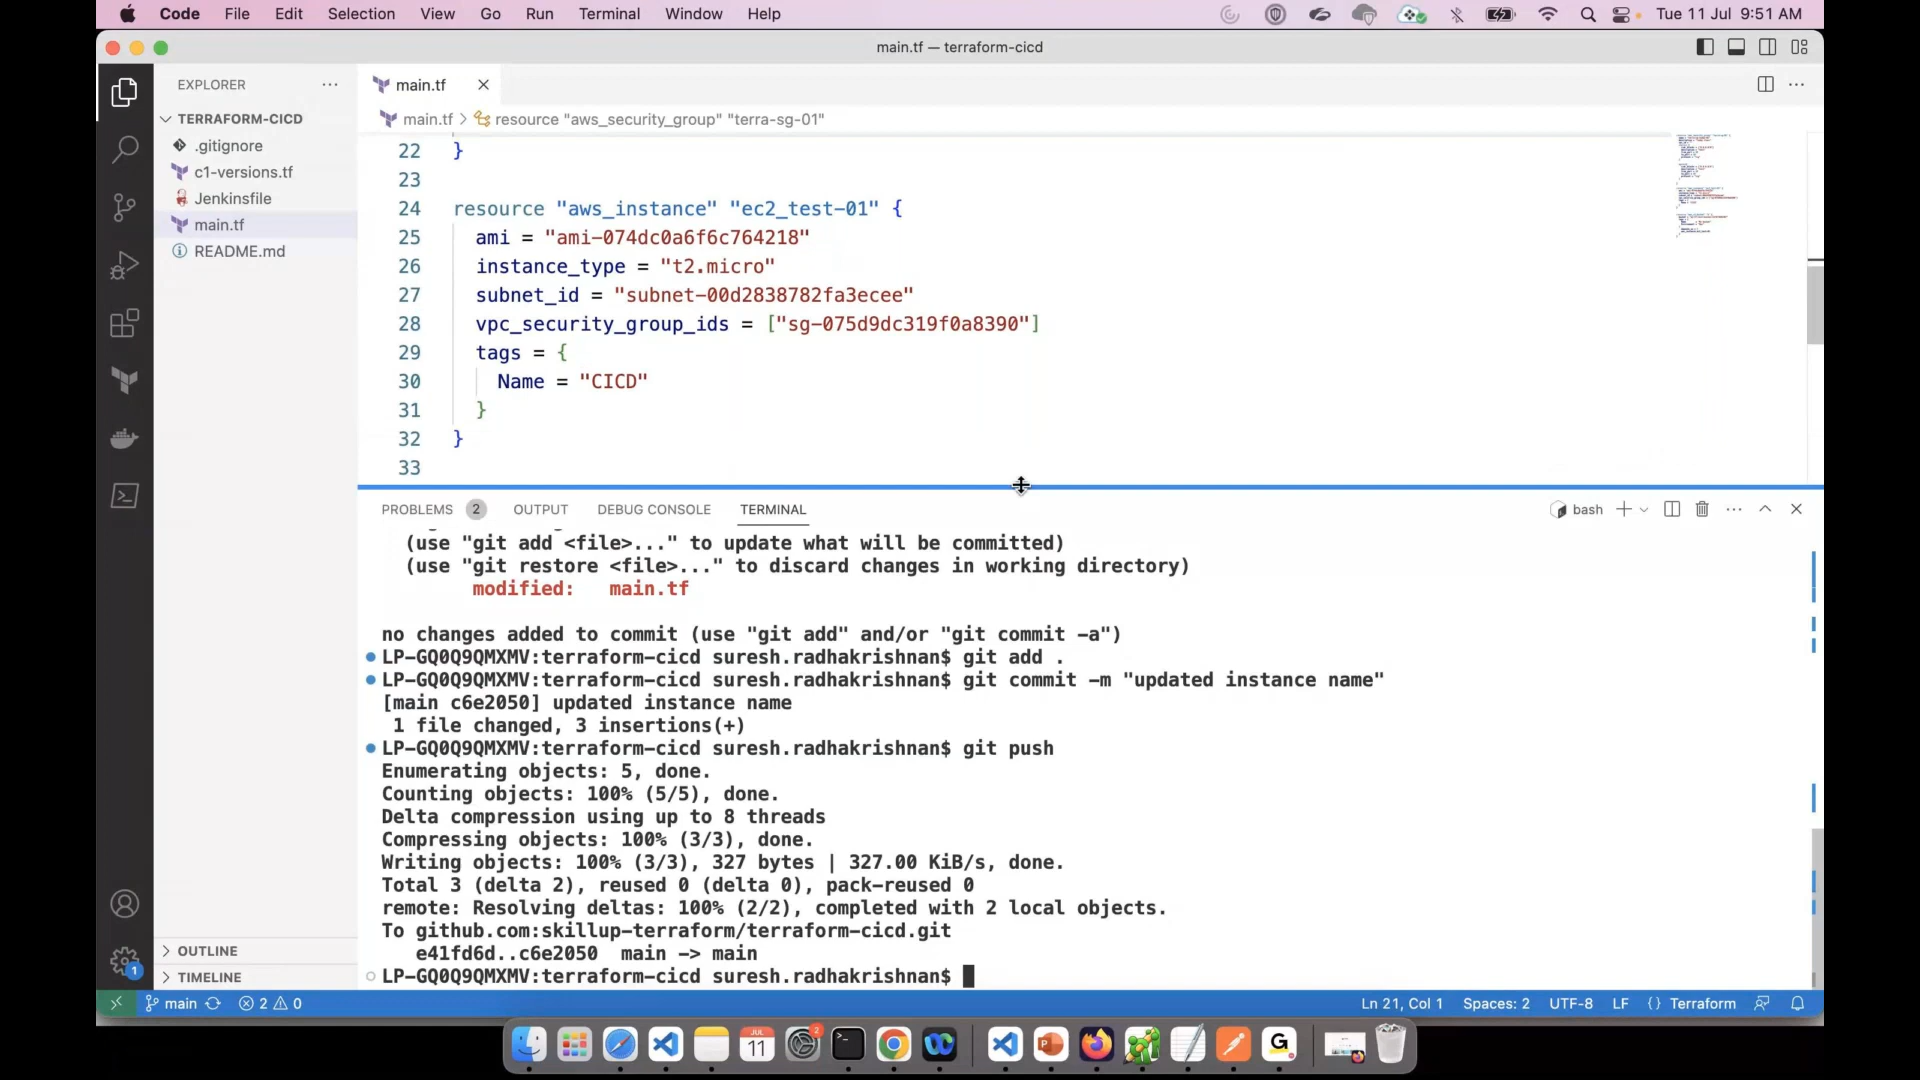 Code File Edit Selection View Go Run Terminal Window Help Tue 11 Jul 9:51 AM
main.tf — terraform-cicd
EXPLORER
TERRAFORM-CICD
.gitignore
c1-versions.tf
Jenkinsfile
main.tf
README.md
OUTLINE
TIMELINE
main.tf
main.tf > resource "aws_security_group" "terra-sg-01"
22 }
23
24 resource "aws_instance" "ec2_test-01" {
25 ami = "ami-074dc0a6f6c764218"
26 instance_type = "t2.micro"
27 subnet_id = "subnet-00d2838782fa3ecee"
28 vpc_security_group_ids = ["sg-075d9dc319f0a8390"]
29 tags = {
30 Name = "CICD"
31 }
32 }
33
PROBLEMS 2 OUTPUT DEBUG CONSOLE TERMINAL bash
(use "git add <file>..." to update what will be committed)
(use "git restore <file>..." to discard changes in working directory)
modified: main.tf
no changes added to commit (use "git add" and/or "git commit -a")
LP-GQ0Q9QMXMV:terraform-cicd suresh.radhakrishnan$ git add .
LP-GQ0Q9QMXMV:terraform-cicd suresh.radhakrishnan$ git commit -m "updated instance name"
[main c6e2050] updated instance name
1 file changed, 3 insertions(+)
LP-GQ0Q9QMXMV:terraform-cicd suresh.radhakrishnan$ git push
Enumerating objects: 5, done.
Counting objects: 100% (5/5), done.
Delta compression using up to 8 threads
Compressing objects: 100% (3/3), done.
Writing objects: 100% (3/3), 327 bytes | 327.00 KiB/s, done.
Total 3 (delta 2), reused 0 (delta 0), pack-reused 0
remote: Resolving deltas: 100% (2/2), completed with 2 local objects.
To github.com:skillup-terraform/terraform-cicd.git
e41fd6d..c6e2050 main -> main
LP-GQ0Q9QMXMV:terraform-cicd suresh.radhakrishnan$
1
main 2 0 Ln 21, Col 1 Spaces: 2 UTF-8 LF {} Terraform
JUL
11
2
G